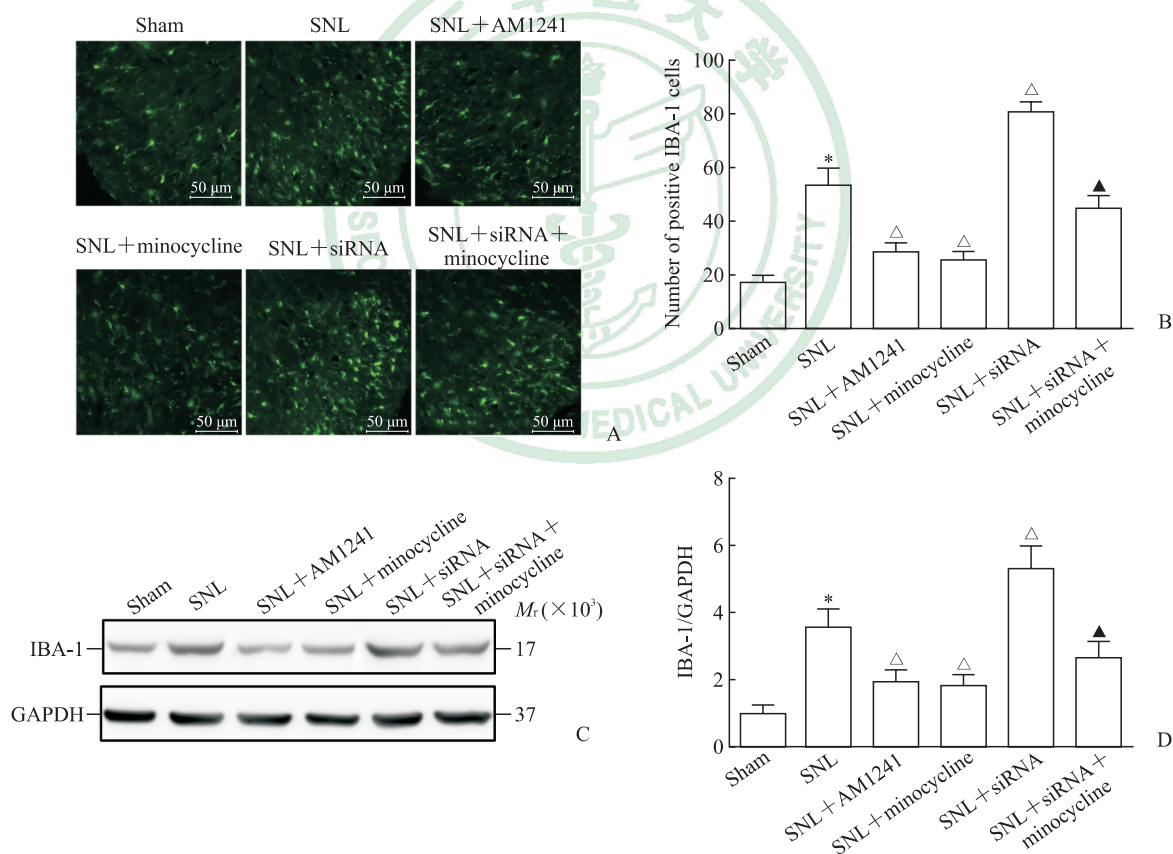 Sham
SNL
SNL+AM1241
50 μm
50 μm
50 μm
SNL+minocycline
SNL+siRNA
SNL+siRNA+
minocycline
50 μm
50 μm
50 μm
A
Number of positive IBA-1 cells
100
80
60
40
20
0
*
△
△
△
▲
Sham
SNL
SNL+AM1241
SNL+minocycline
SNL+siRNA
SNL+siRNA+
minocycline
B
Sham
SNL
SNL+AM1241
SNL+minocycline
SNL+siRNA
SNL+siRNA+
minocycline
Mr (×10³)
IBA-1
17
GAPDH
37
C
IBA-1/GAPDH
8
6
4
2
0
*
△
△
△
▲
Sham
SNL
SNL+AM1241
SNL+minocycline
SNL+siRNA
SNL+siRNA+
minocycline
D
MEDICAL UNIVERSITY